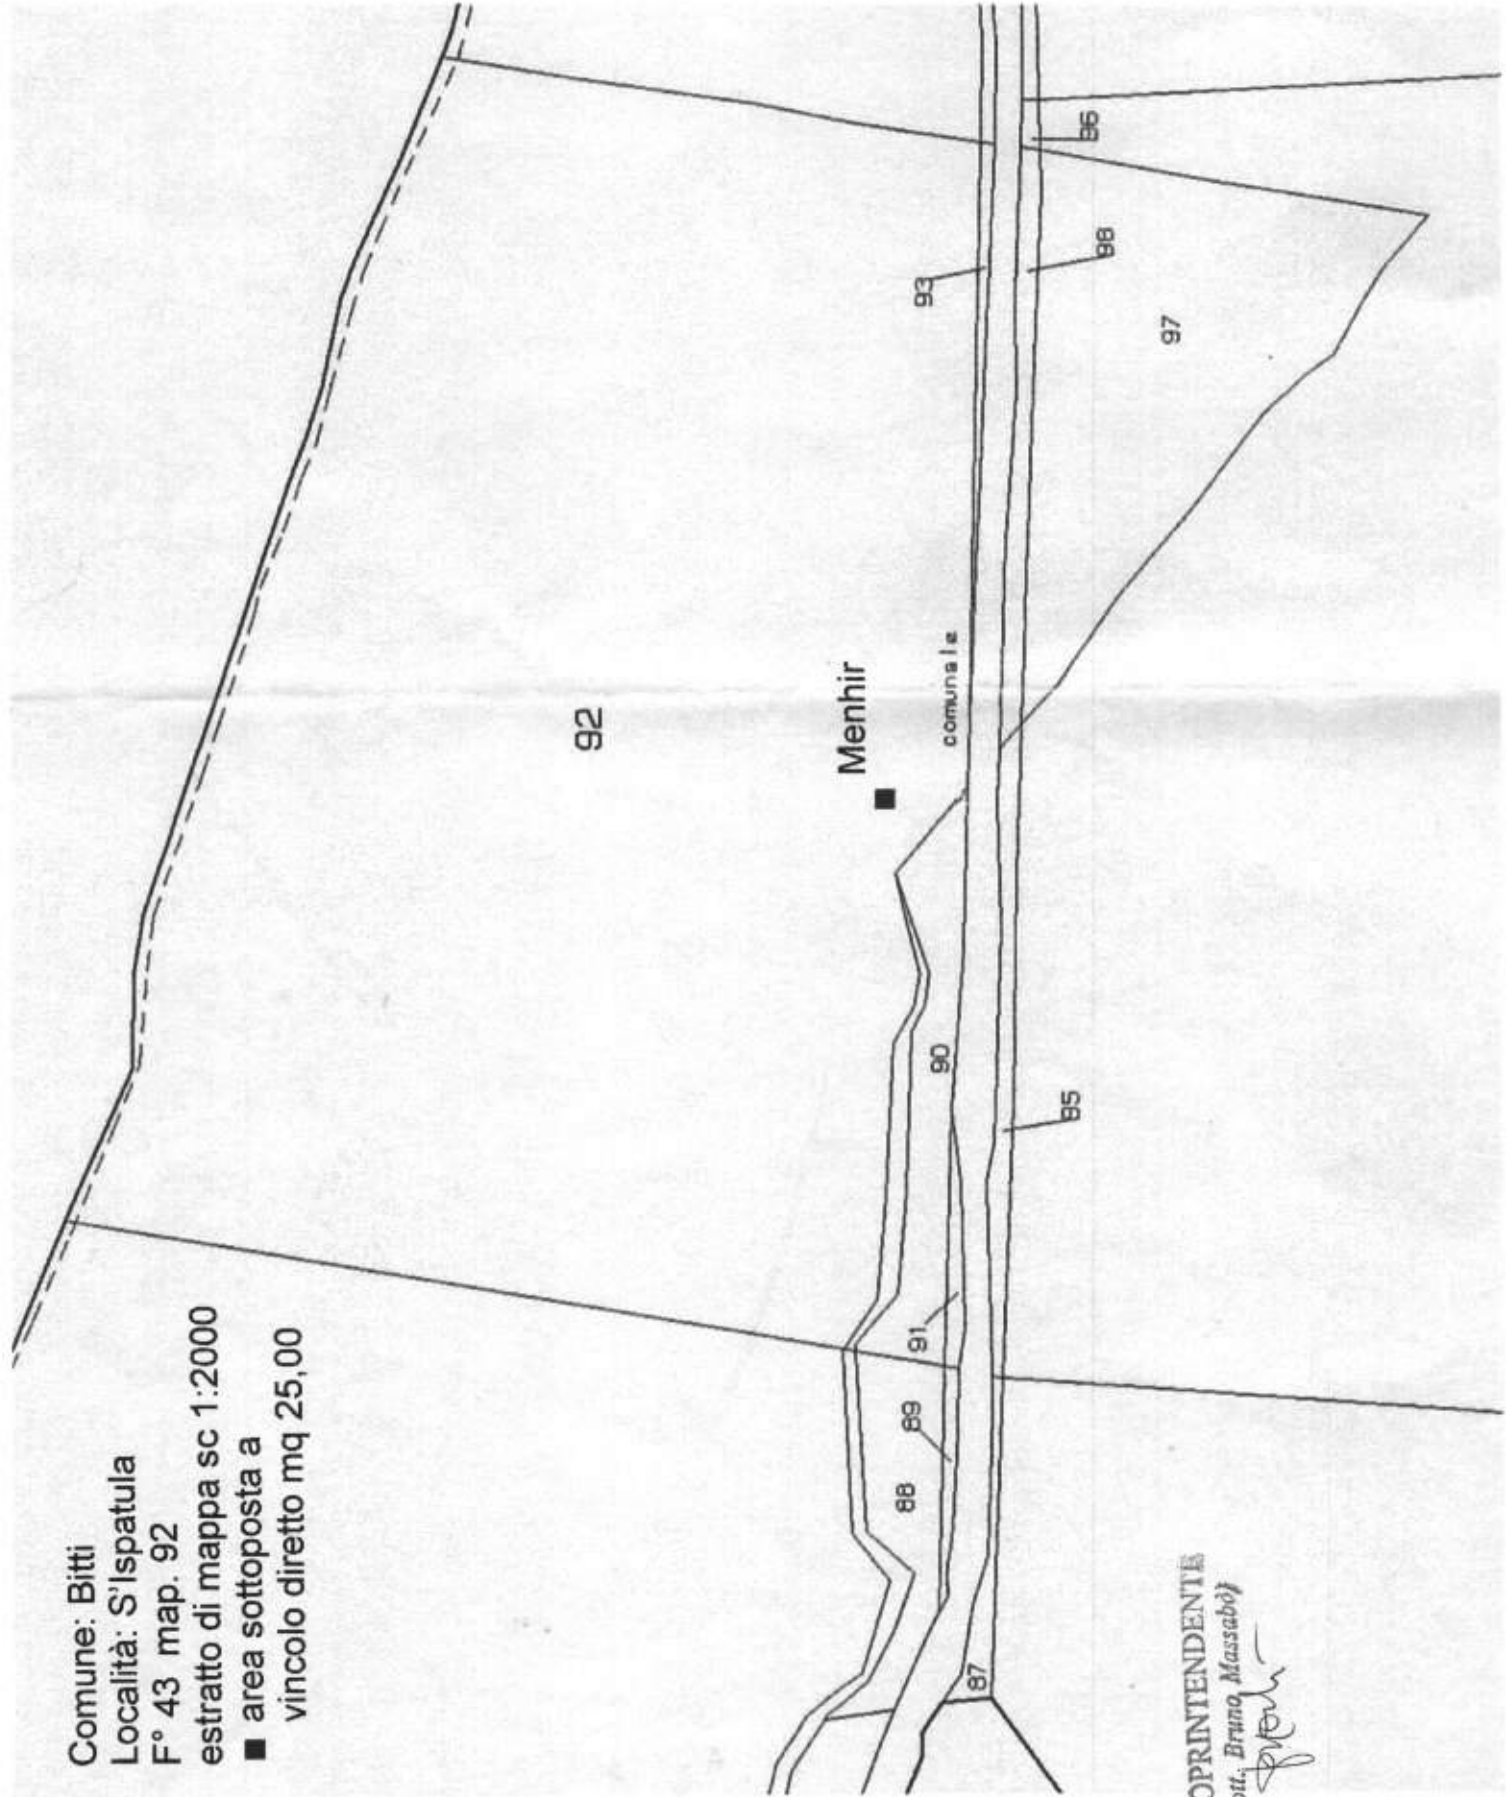 Comune: Bitti
Località: S'Ispatula
F° 43 map. 92
estratto di mappa sc 1:2000
■ area sottoposta a
vincolo diretto mq 25,00
92
Menhir
comunale
93
96
98
97
90
95
91
89
88
87
OPRINTENDENTE
ott. Bruno Massabò